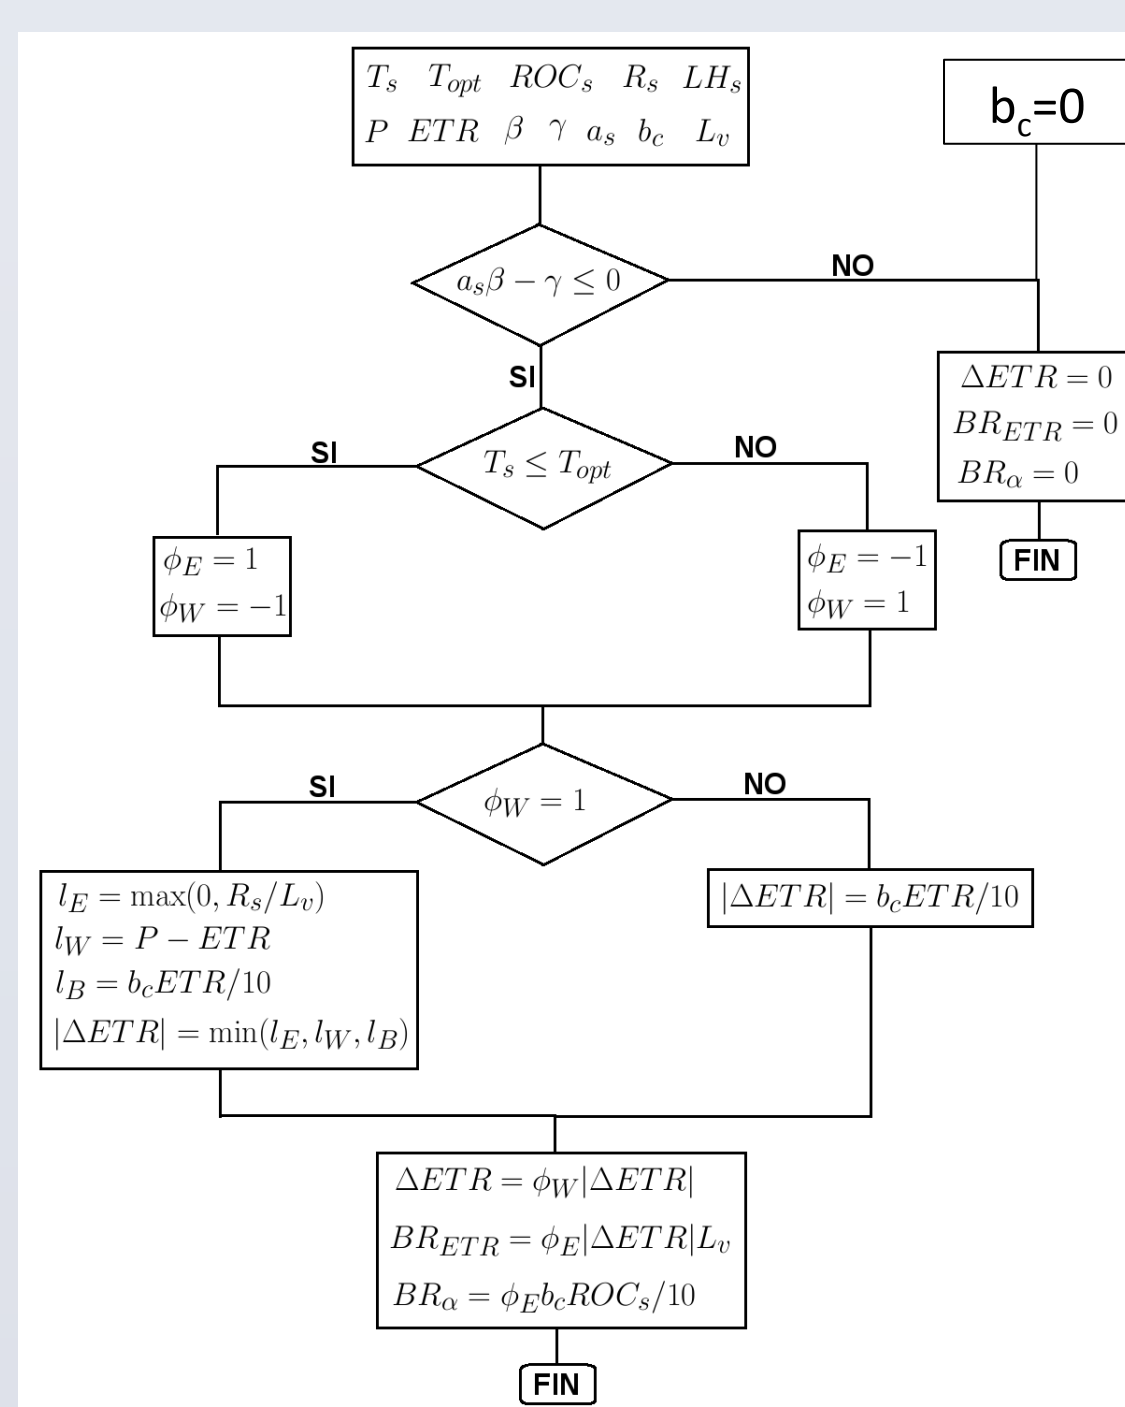 T_s T_opt ROC_s R_s LH_s
P ETR β γ a_s b_c L_v
b_c=0
a_sβ − γ ≤ 0
NO
SI
ΔETR = 0
BR_ETR = 0
BR_α = 0
FIN
T_s ≤ T_opt
SI
NO
ϕ_E = 1
ϕ_W = −1
ϕ_E = −1
ϕ_W = 1
ϕ_W = 1
SI
NO
l_E = max(0, R_s/L_v)
l_W = P − ETR
l_B = b_cETR/10
|ΔETR| = min(l_E, l_W, l_B)
|ΔETR| = b_cETR/10
ΔETR = ϕ_W|ΔETR|
BR_ETR = ϕ_E|ΔETR|L_v
BR_α = ϕ_Eb_cROC_s/10
FIN